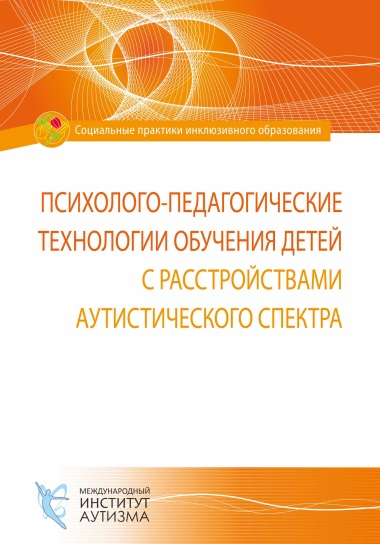 Социальные практики инклюзивного образования
ПСИХОЛОГО-ПЕДАГОГИЧЕСКИЕ
ТЕХНОЛОГИИ ОБУЧЕНИЯ ДЕТЕЙ
С РАССТРОЙСТВАМИ
АУТИСТИЧЕСКОГО СПЕКТРА
МЕЖДУНАРОДНЫЙ
ИНСТИТУТ
АУТИЗМА